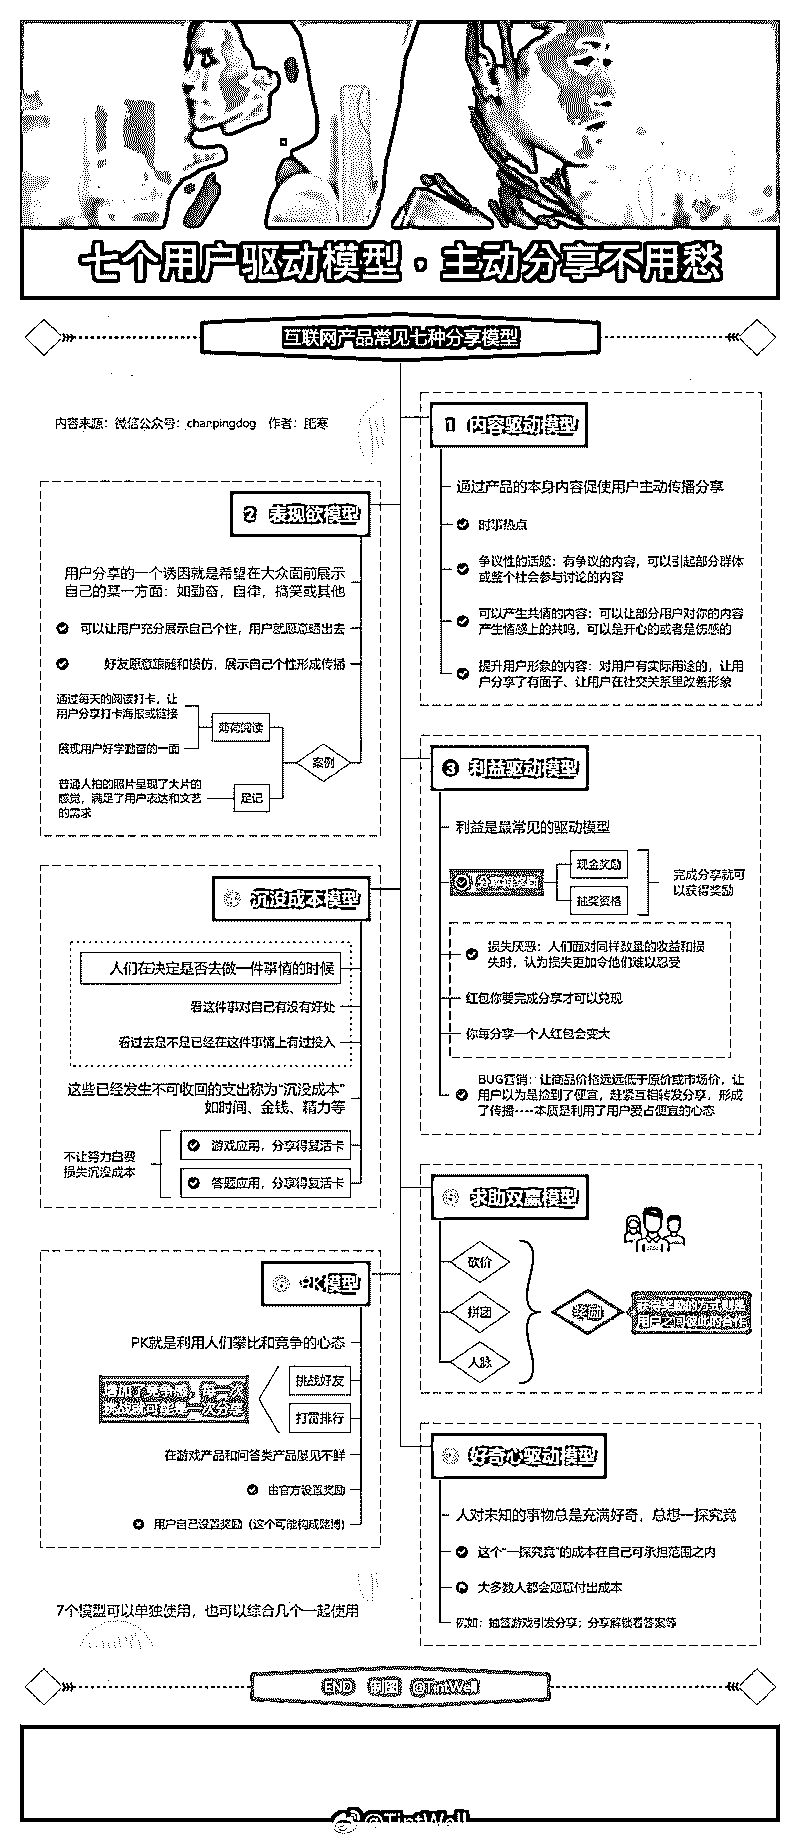 七个用户驱动模型·主动分享不用愁
互联网产品常见七种分享模型
内容来源：微信公众号：chanpingdog 作者：肥寒
1 内容驱动模型
通过产品的本身内容促使用户主动传播分享
时事热点
争议性的话题：有争议的内容，可以引起部分群体
或整个社会参与讨论的内容
可以产生共情的内容：可以让部分用户对你的内容
产生情感上的共鸣，可以是开心的或者是伤感的
提升用户形象的内容：对用户有实际用途的，让用
户分享了有面子、让用户在社交关系里改善形象
2 表现欲模型
用户分享的一个诱因就是希望在大众面前展示
自己的某一方面：如勤奋，自律，搞笑或其他
可以让用户充分展示自己个性，用户就愿意晒出去
好友愿意跟随和模仿，展示自己个性形成传播
通过每天的阅读打卡，让
用户分享打卡海报或链接
展现用户好学勤奋的一面
薄荷阅读
案例
普通人拍的照片呈现了大片的
感觉，满足了用户表达和文艺
的需求
足记
3 利益驱动模型
利益是最常见的驱动模型
现金奖励
抽奖资格
完成分享就可
以获得奖励
损失厌恶：人们面对同样数量的收益和损
失时，认为损失更加令他们难以忍受
红包你要完成分享才可以兑现
你每分享一个人红包会变大
BUG营销：让商品价格远远低于原价或市场价，让
用户以为是捡到了便宜，赶紧互相转发分享，形成
了传播····本质是利用了用户爱占便宜的心态
沉没成本模型
人们在决定是否去做一件事情的时候
看这件事对自己有没有好处
看过去是不是已经在这件事情上有过投入
这些已经发生不可收回的支出称为“沉没成本”
如时间、金钱、精力等
不让努力白费
损失沉没成本
游戏应用，分享得复活卡
答题应用，分享得复活卡
求助双赢模型
砍价
拼团
人脉
奖励
获得奖励的方式则是
用户之间彼此的合作
PK模型
PK就是利用人们攀比和竞争的心态
增加了竞争感，每一次
挑战就可能是一次分享
挑战好友
打赏排行
在游戏产品和问答类产品屡见不鲜
由官方设置奖励
用户自己设置奖励（这个可能构成赌博）
好奇心驱动模型
人对未知的事物总是充满好奇，总想一探究竟
这个“一探究竟”的成本在自己可承担范围之内
大多数人都会愿意付出成本
例如：抽签游戏引发分享；分享解锁看答案等
7个模型可以单独使用，也可以综合几个一起使用
END 制图 @TintWell
@TintWell